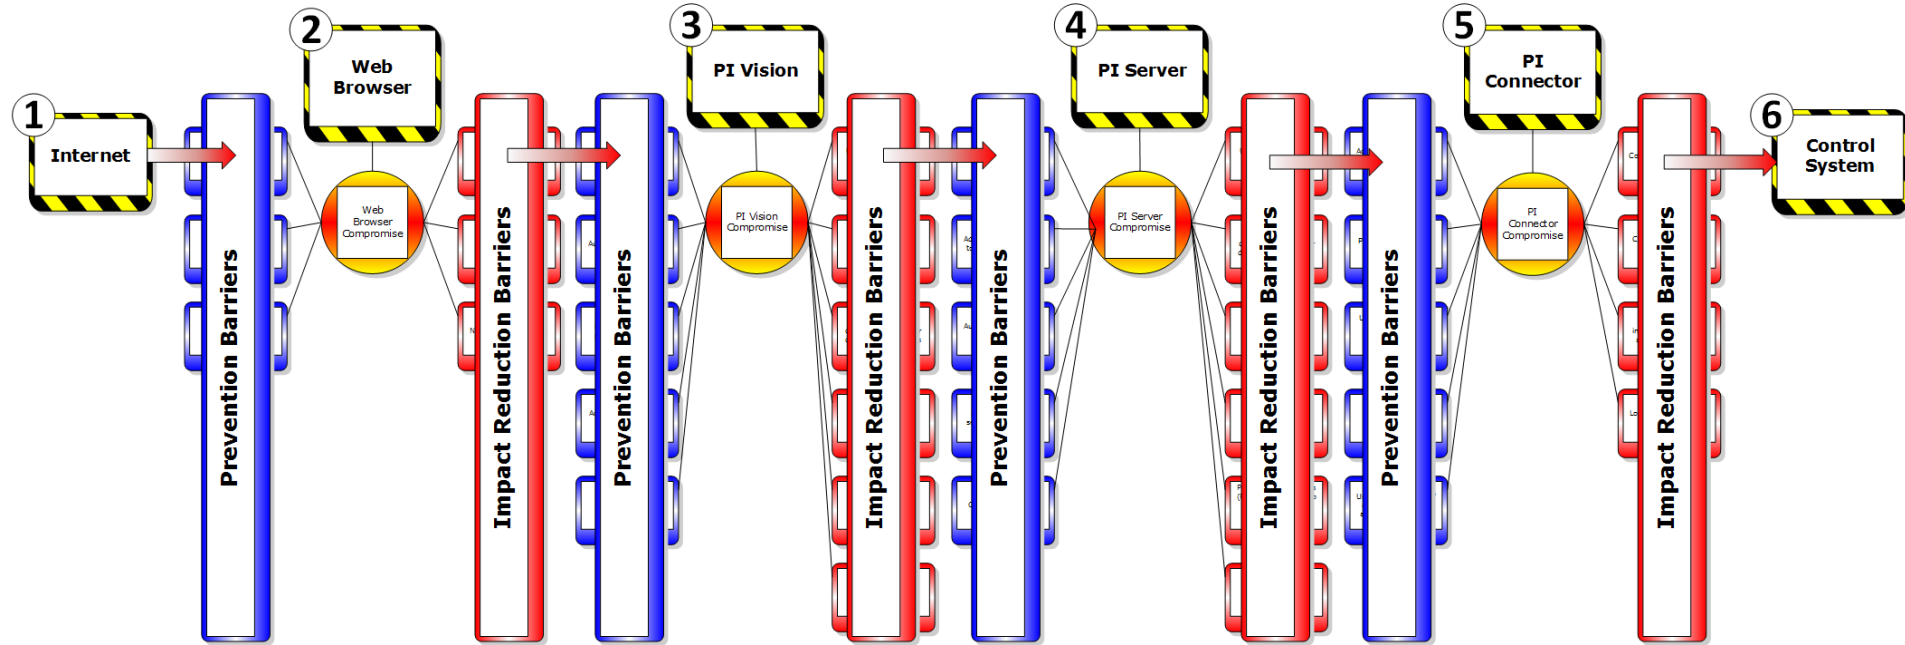 1
Internet
Prevention Barriers
2
Web
Browser
Web
Browser
Compromise
Impact Reduction Barriers
Prevention Barriers
3
PI Vision
PI Vision
Compromise
Impact Reduction Barriers
Prevention Barriers
4
PI Server
PI Server
Compromise
Impact Reduction Barriers
Prevention Barriers
5
PI
Connector
PI
Connector
Compromise
Impact Reduction Barriers
6
Control
System